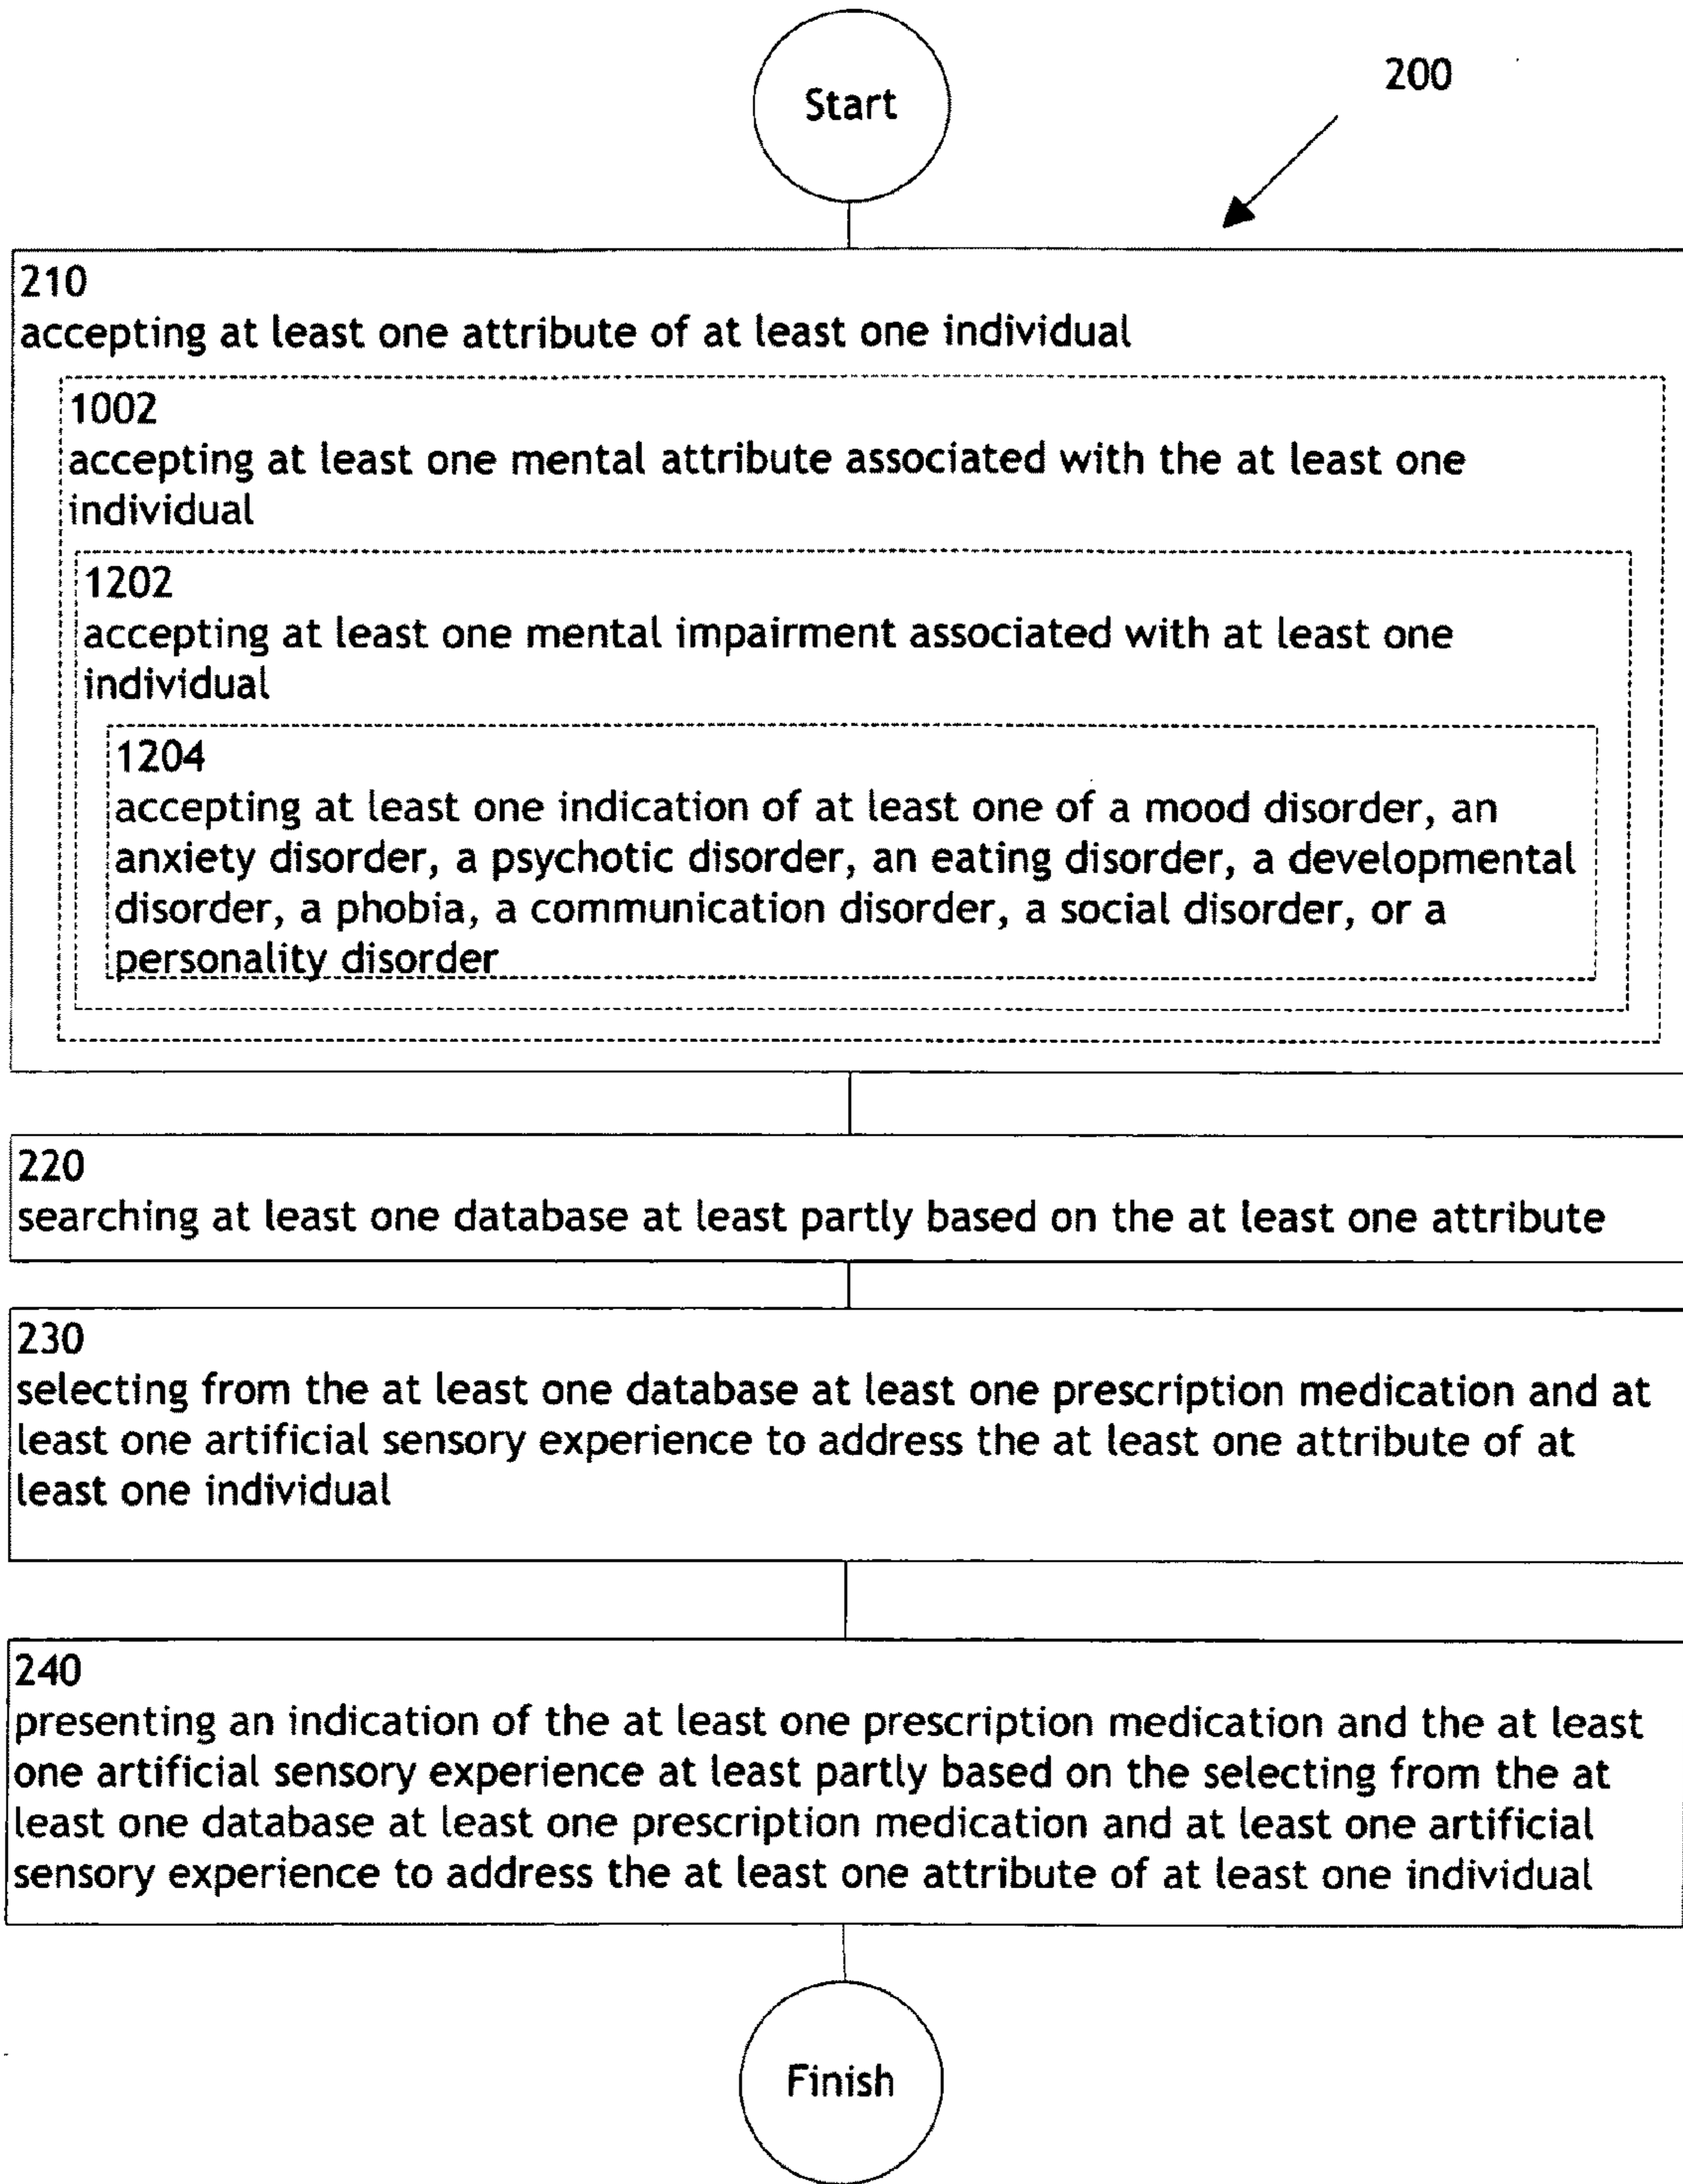 Start
200
210
accepting at least one attribute of at least one individual
1002
accepting at least one mental attribute associated with the at least one
individual
1202
accepting at least one mental impairment associated with at least one
individual
1204
accepting at least one indication of at least one of a mood disorder, an
anxiety disorder, a psychotic disorder, an eating disorder, a developmental
disorder, a phobia, a communication disorder, a social disorder, or a
personality disorder
220
searching at least one database at least partly based on the at least one attribute
230
selecting from the at least one database at least one prescription medication and at
least one artificial sensory experience to address the at least one attribute of at
least one individual
240
presenting an indication of the at least one prescription medication and the at least
one artificial sensory experience at least partly based on the selecting from the at
least one database at least one prescription medication and at least one artificial
sensory experience to address the at least one attribute of at least one individual
Finish